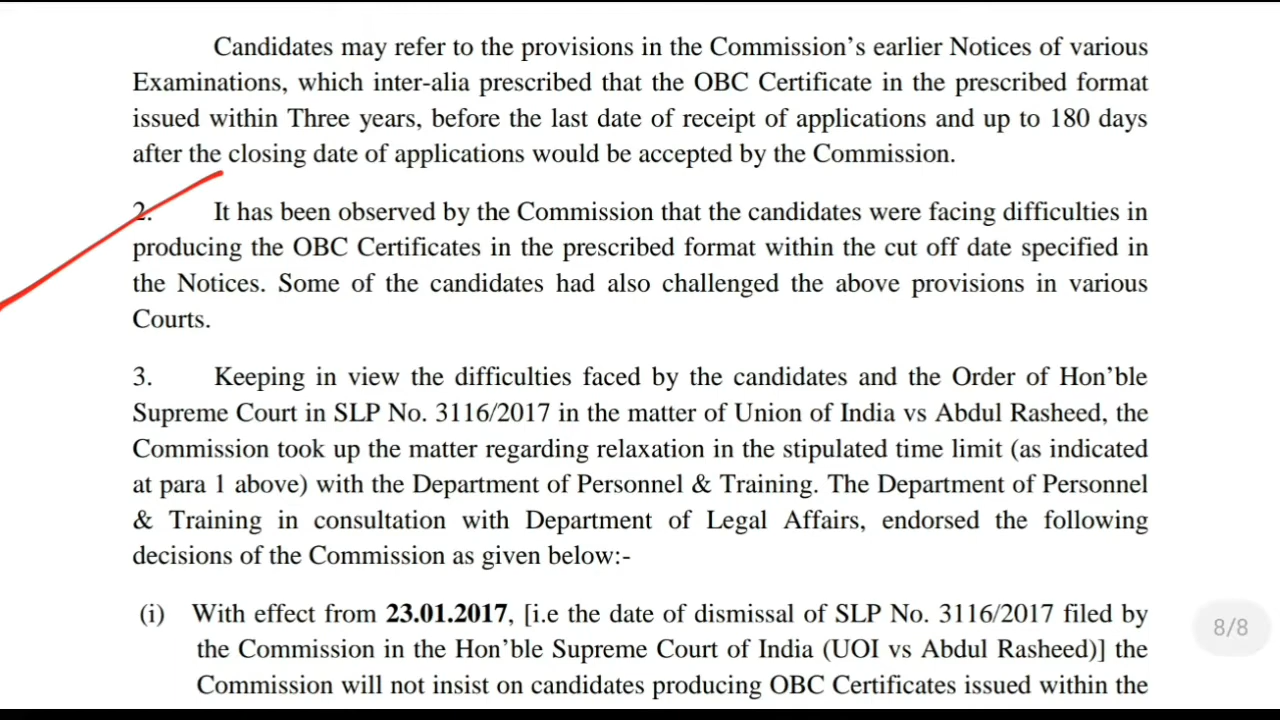 Candidates may refer to the provisions in the Commission’s earlier Notices of various
Examinations, which inter-alia prescribed that the OBC Certificate in the prescribed format
issued within Three years, before the last date of receipt of applications and up to 180 days
after the closing date of applications would be accepted by the Commission.
2. It has been observed by the Commission that the candidates were facing difficulties in
producing the OBC Certificates in the prescribed format within the cut off date specified in
the Notices. Some of the candidates had also challenged the above provisions in various
Courts.
3. Keeping in view the difficulties faced by the candidates and the Order of Hon’ble
Supreme Court in SLP No. 3116/2017 in the matter of Union of India vs Abdul Rasheed, the
Commission took up the matter regarding relaxation in the stipulated time limit (as indicated
at para 1 above) with the Department of Personnel & Training. The Department of Personnel
& Training in consultation with Department of Legal Affairs, endorsed the following
decisions of the Commission as given below:-
(i) With effect from 23.01.2017, [i.e the date of dismissal of SLP No. 3116/2017 filed by
the Commission in the Hon’ble Supreme Court of India (UOI vs Abdul Rasheed)] the
Commission will not insist on candidates producing OBC Certificates issued within the
8/8